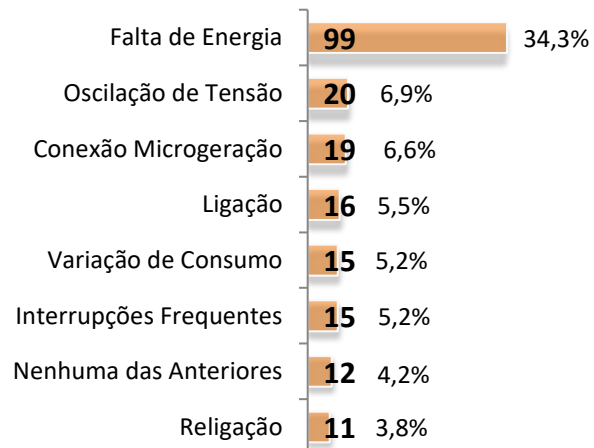 Falta de Energia 99 34,3%
Oscilação de Tensão 20 6,9%
Conexão Microgeração 19 6,6%
Ligação 16 5,5%
Variação de Consumo 15 5,2%
Interrupções Frequentes 15 5,2%
Nenhuma das Anteriores 12 4,2%
Religação 11 3,8%